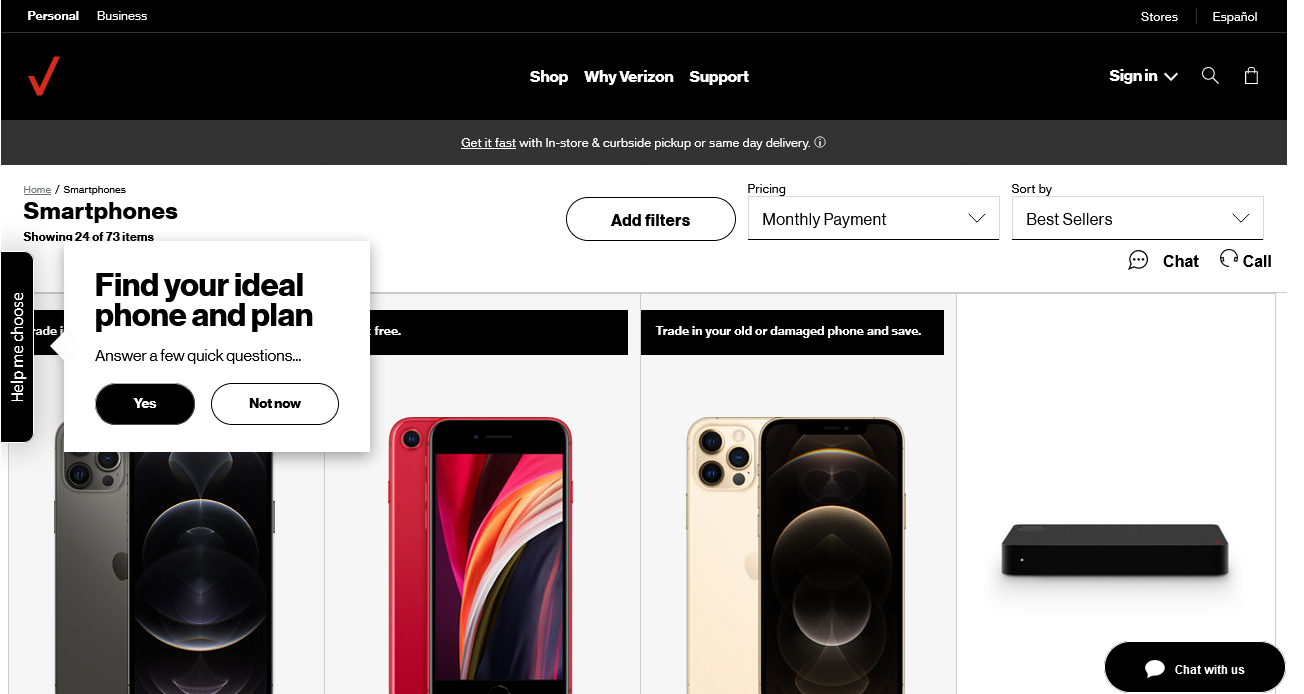 Personal Business
Stores Español
Shop Why Verizon Support
Sign in
Get it fast with In-store & curbside pickup or same day delivery.
Home / Smartphones
Smartphones
Showing 24 of 73 items
Add filters
Pricing
Monthly Payment
Sort by
Best Sellers
Chat Call
Help me choose
Find your ideal
phone and plan
Answer a few quick questions...
Yes Not now
free.
Trade in your old or damaged phone and save.
Chat with us